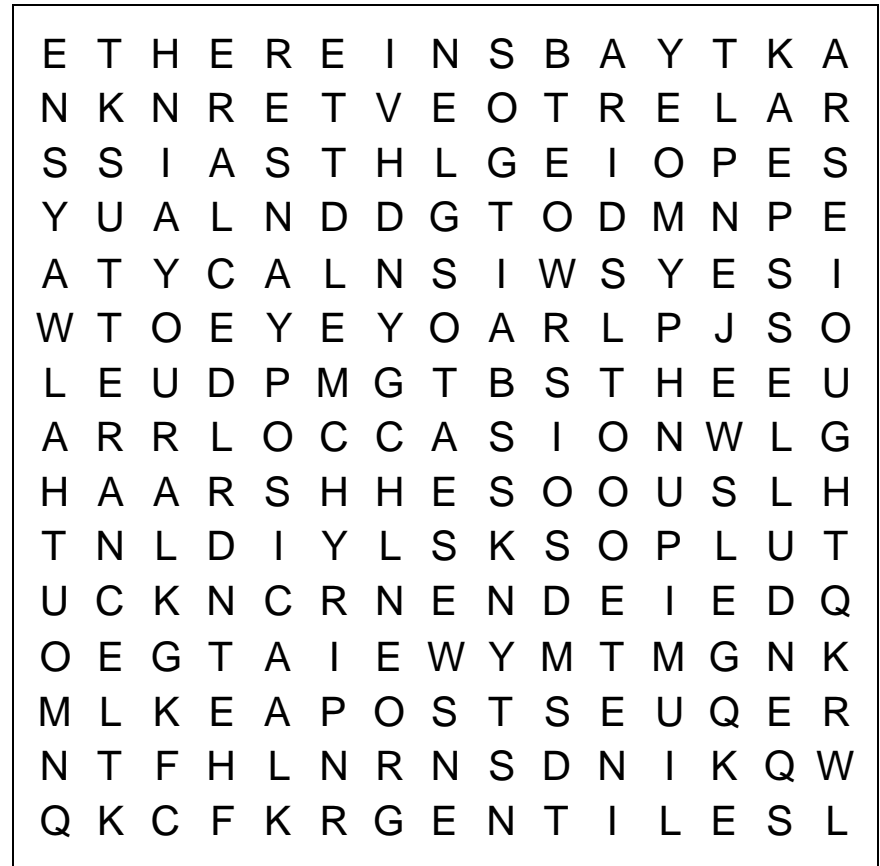 E T H E R E I N S B A Y T K A
N K N R E T V E O T R E L A R
S S I A S T H L G E I O P E S
Y U A L N D D G T O D M N P E
A T Y C A L N S I W S Y E S I
W T O E Y E Y O A R L P J S O
L E U D P M G T B S T H E E U
A R R L O C C A S I O N W L G
H A A R S H H E S O O U S L H
T N L D I Y L S K S O P L U T
U C K N C R N E N D E I E D Q
O E G T A I E W Y M T M G N K
M L K E A P O S T S E U Q E R
N T F H L N R N S D N I K Q W
Q K C F K R G E N T I L E S L